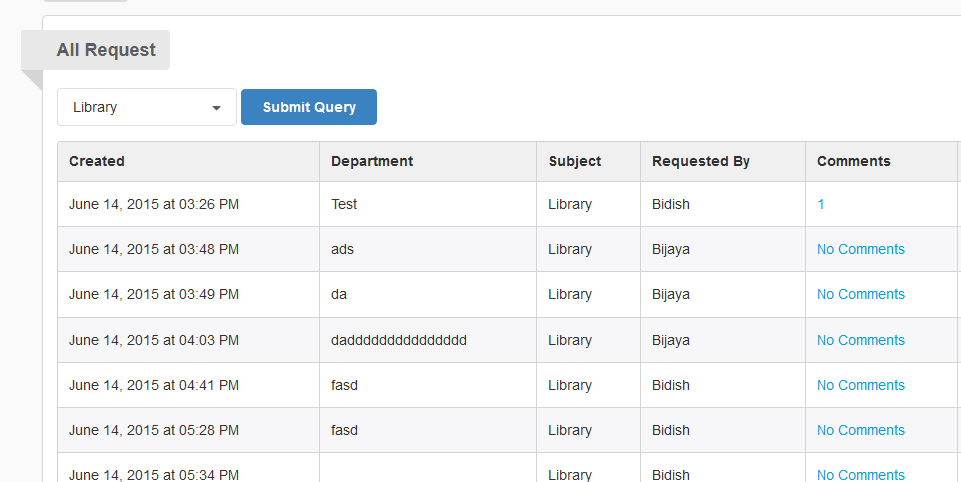 All Request
Library Submit Query
Created Department Subject Requested By Comments
June 14, 2015 at 03:26 PM Test Library Bidish 1
June 14, 2015 at 03:48 PM ads Library Bijaya No Comments
June 14, 2015 at 03:49 PM da Library Bijaya No Comments
June 14, 2015 at 04:03 PM daddddddddddddddd Library Bijaya No Comments
June 14, 2015 at 04:41 PM fasd Library Bidish No Comments
June 14, 2015 at 05:28 PM fasd Library Bidish No Comments
June 14, 2015 at 05:34 PM Library Bidish No Comments